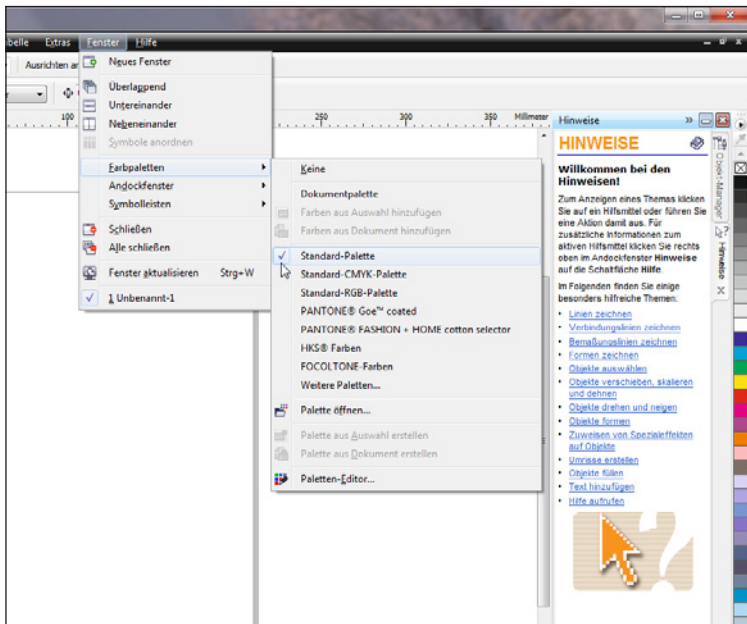 Extras Fenster Hilfe
Ausrichten
Neues Fenster
Überlappend
Untereinander
Nebeneinander
Symbole anordnen
Farbpaletten
Andockfenster
Symbolleisten
Schließen
Alle schließen
Fenster aktualisieren Strg+W
1 Unbenannt-1
100 250 300 350 Millimeter
Keine
Dokumentpalette
Farben aus Auswahl hinzufügen
Farben aus Dokument hinzufügen
Standard-Palette
Standard-CMYK-Palette
Standard-RGB-Palette
PANTONE® Goe™ coated
PANTONE® FASHION + HOME cotton selector
HKS® Farben
FOCOLTONE-Farben
Weitere Paletten...
Palette öffnen...
Palette aus Auswahl erstellen
Palette aus Dokument erstellen
Paletten-Editor...
Hinweise
HINWEISE
Willkommen bei den
Hinweisen!
Zum Anzeigen eines Themas klicken
Sie auf ein Hilfsmittel oder führen Sie
eine Aktion damit aus. Für
zusätzliche Informationen zum
aktiven Hilfsmittel klicken Sie rechts
oben im Andockfenster Hinweise
auf die Schaltfläche Hilfe.
Im Folgenden finden Sie einige
besonders hilfreiche Themen:
• Linien zeichnen
• Verbindungslinien zeichnen
• Bemaßungslinien zeichnen
• Formen zeichnen
• Objekte auswählen
• Objekte verschieben, skalieren
und dehnen
• Objekte drehen und neigen
• Objekte formen
• Zuweisen von Spezialeffekten
auf Objekte
• Umrisse erstellen
• Objekte füllen
• Text hinzufügen
• Hilfe aufrufen
Objekt-Manager
Hinweise